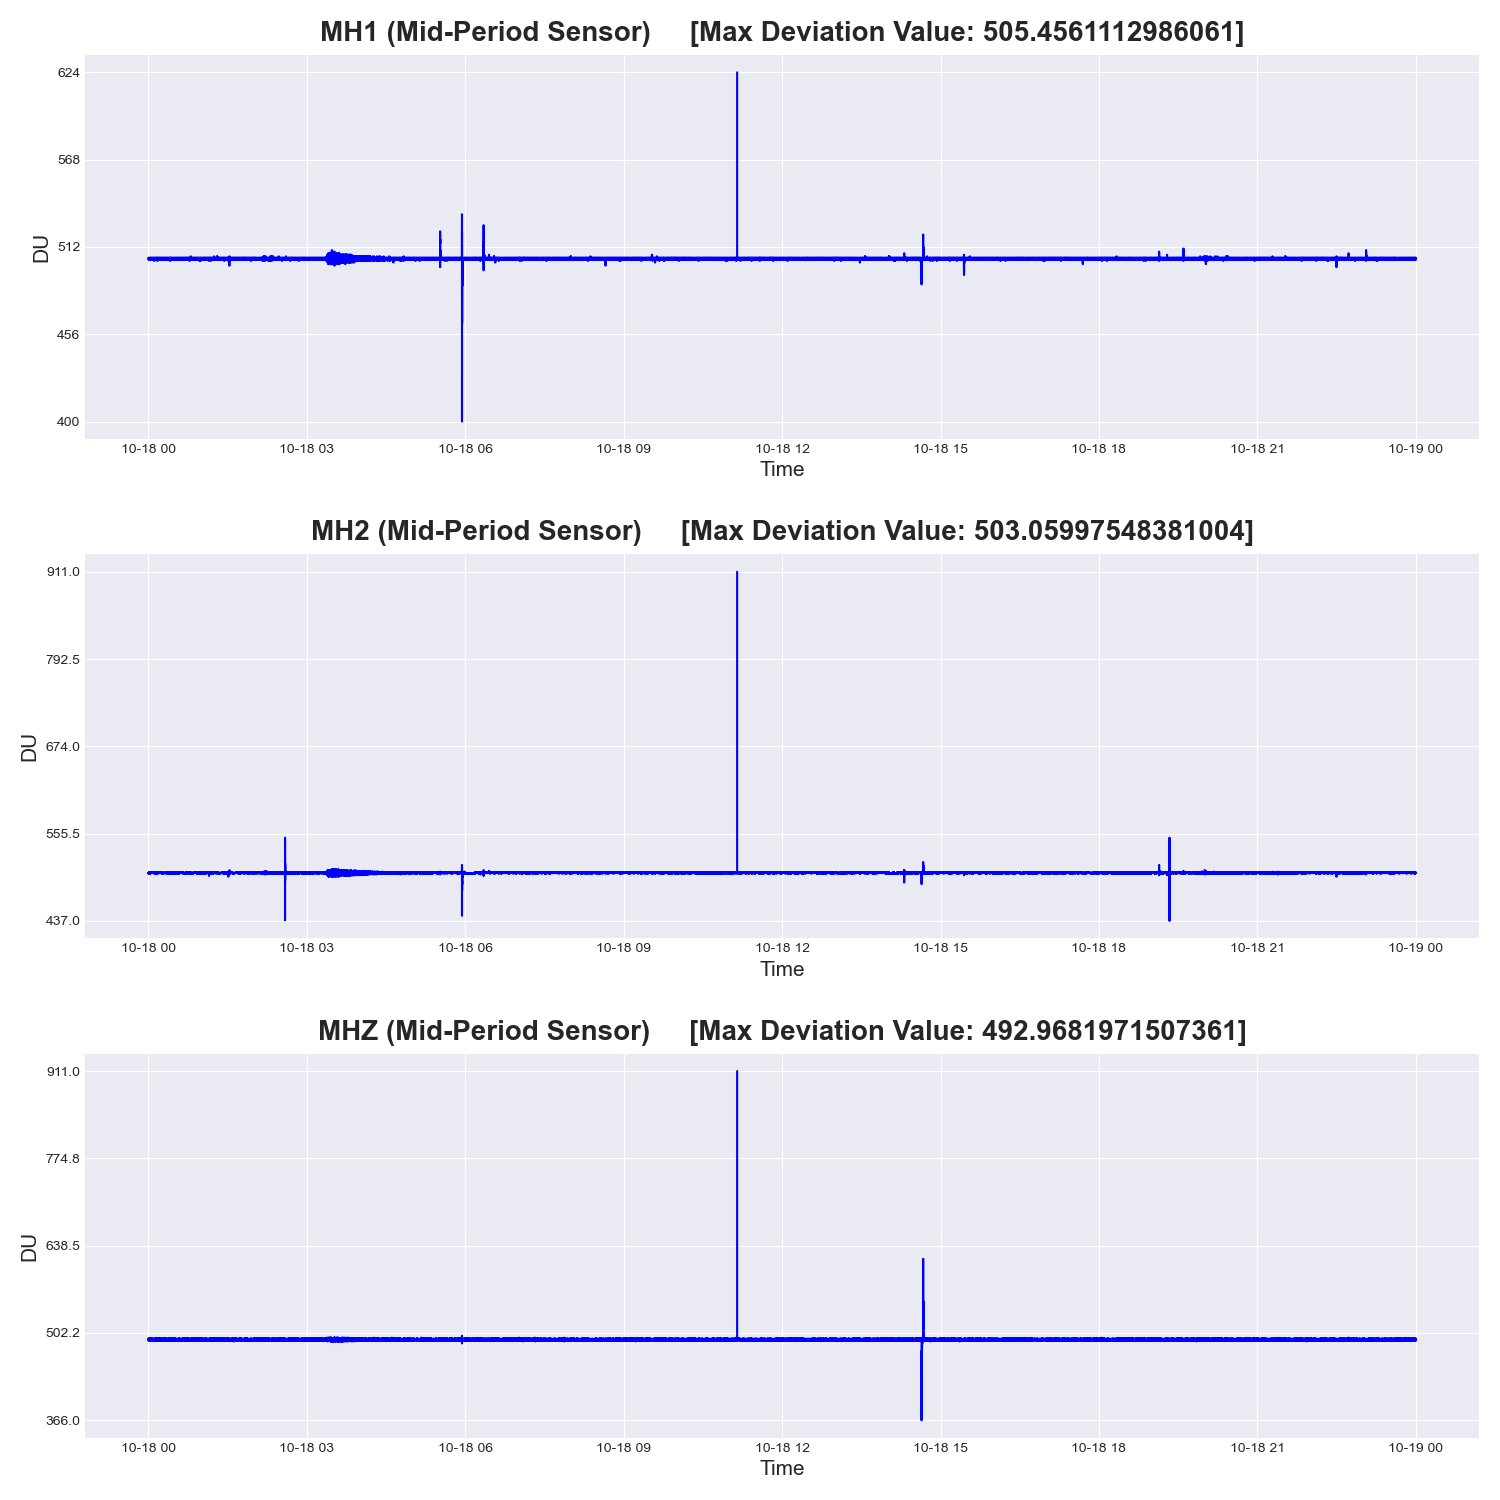 MH1 (Mid-Period Sensor) [Max Deviation Value: 505.4561112986061]
624
568
512
456
400
DU
10-18 00 10-18 03 10-18 06 10-18 09 10-18 12 10-18 15 10-18 18 10-18 21 10-19 00
Time
MH2 (Mid-Period Sensor) [Max Deviation Value: 503.05997548381004]
911.0
792.5
674.0
555.5
437.0
DU
10-18 00 10-18 03 10-18 06 10-18 09 10-18 12 10-18 15 10-18 18 10-18 21 10-19 00
Time
MHZ (Mid-Period Sensor) [Max Deviation Value: 492.9681971507361]
911.0
774.8
638.5
502.2
366.0
DU
10-18 00 10-18 03 10-18 06 10-18 09 10-18 12 10-18 15 10-18 18 10-18 21 10-19 00
Time